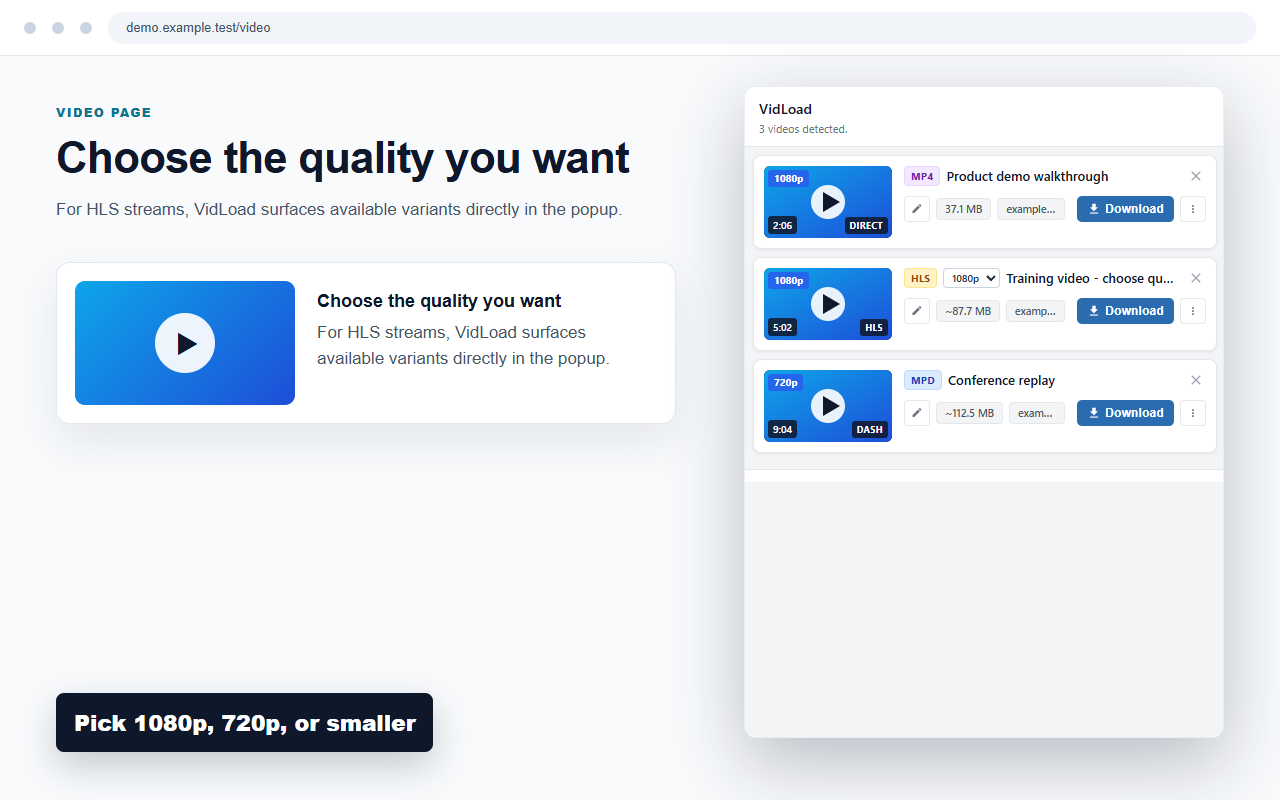 demo.example.test/video
VIDEO PAGE
Choose the quality you want
For HLS streams, VidLoad surfaces available variants directly in the popup.
Choose the quality you want
For HLS streams, VidLoad surfaces
available variants directly in the popup.
Pick 1080p, 720p, or smaller
VidLoad
3 videos detected.
1080p
2:06
DIRECT
MP4 Product demo walkthrough
37.1 MB example... Download
1080p
5:02
HLS
HLS 1080p Training video - choose qu...
~87.7 MB examp... Download
720p
9:04
DASH
MPD Conference replay
~112.5 MB exam... Download